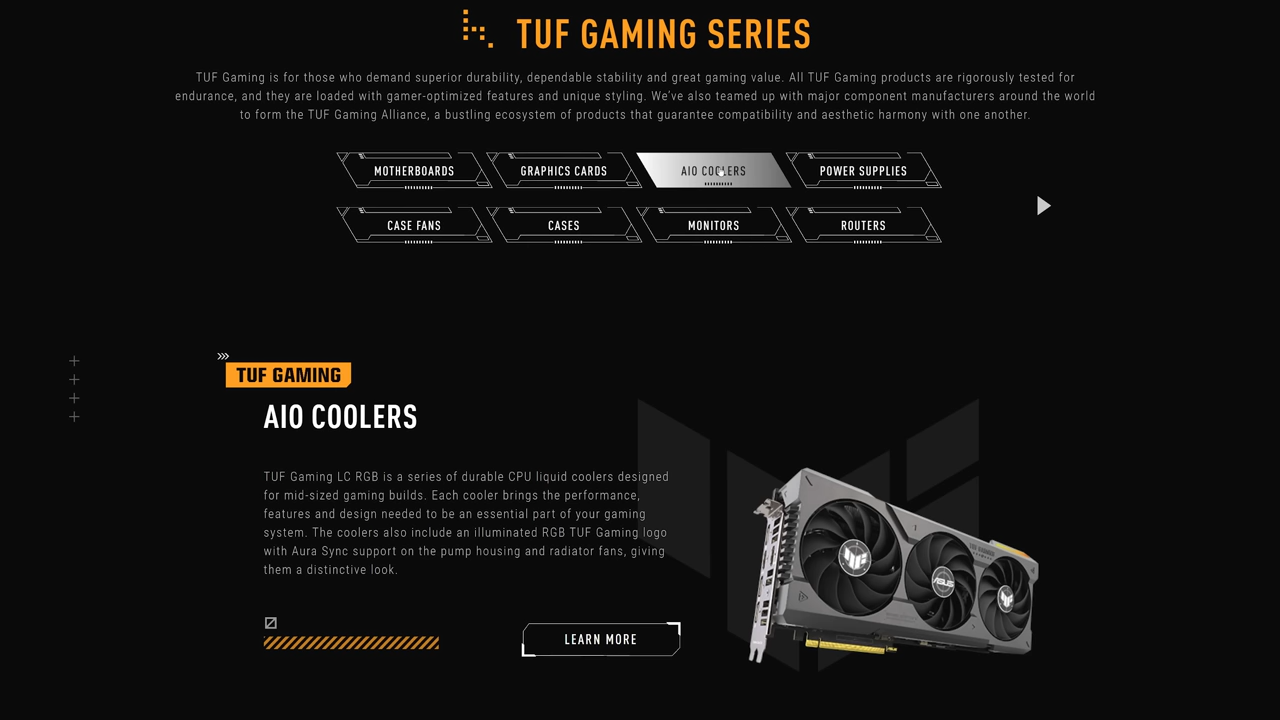 TUF GAMING SERIES
TUF Gaming is for those who demand superior durability, dependable stability and great gaming value. All TUF Gaming products are rigorously tested for
endurance, and they are loaded with gamer-optimized features and unique styling. We've also teamed up with major component manufacturers around the world
to form the TUF Gaming Alliance, a bustling ecosystem of products that guarantee compatibility and aesthetic harmony with one another.
MOTHERBOARDS
GRAPHICS CARDS
AIO COOLERS
POWER SUPPLIES
CASE FANS
CASES
MONITORS
ROUTERS
TUF GAMING
AIO COOLERS
TUF Gaming LC RGB is a series of durable CPU liquid coolers designed
for mid-sized gaming builds. Each cooler brings the performance,
features and design needed to be an essential part of your gaming
system. The coolers also include an illuminated RGB TUF Gaming logo
with Aura Sync support on the pump housing and radiator fans, giving
them a distinctive look.
LEARN MORE
TUF GAMING
ASUS